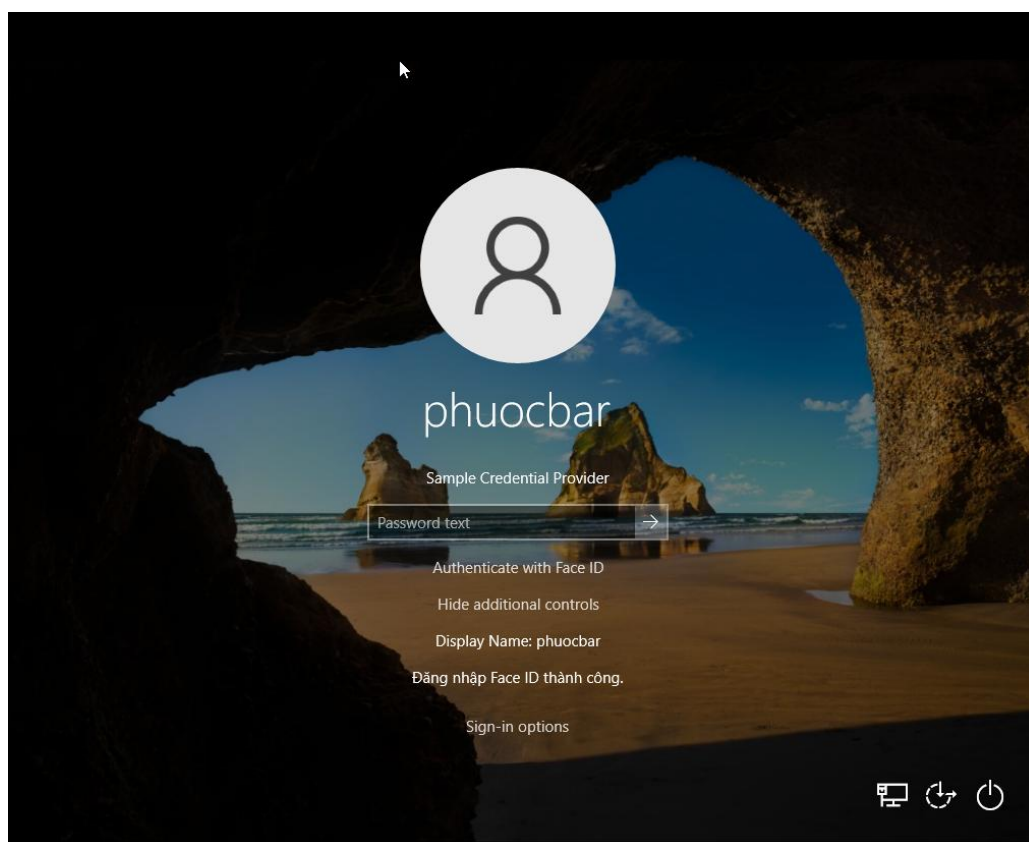 phuocbar
Sample Credential Provider
Password text
Authenticate with Face ID
Hide additional controls
Display Name: phuocbar
Đăng nhập Face ID thành công.
Sign-in options